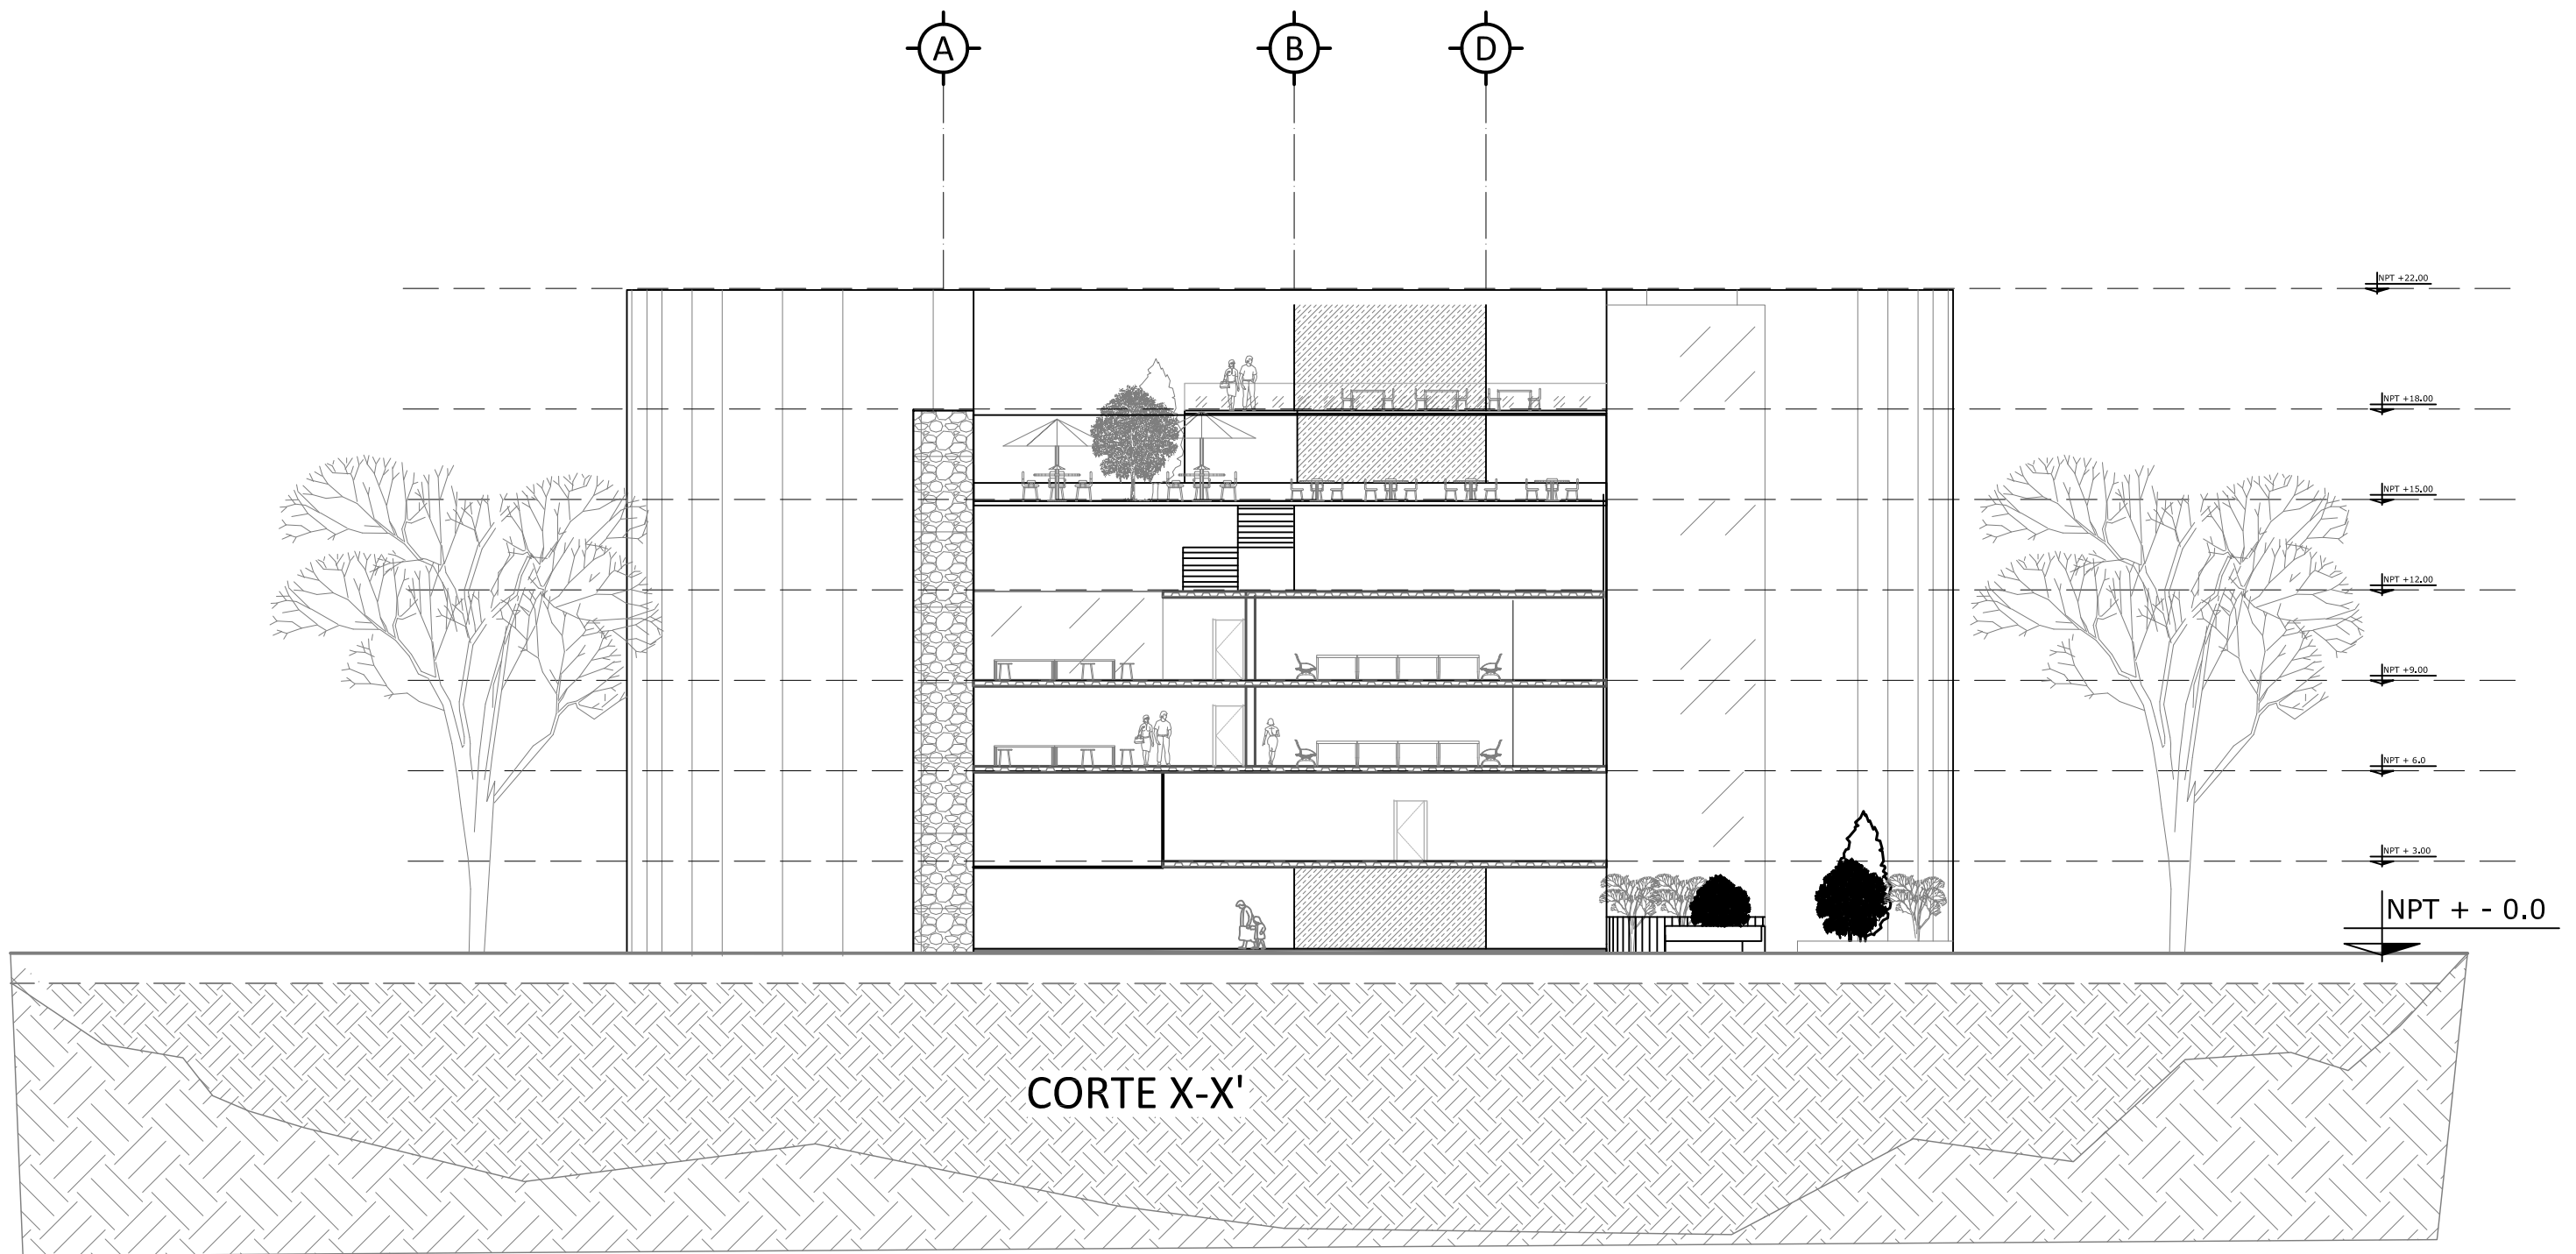 A B D
NPT +22.00
NPT +18.00
NPT +15.00
NPT +12.00
NPT +9.00
NPT + 6.0
NPT + 3.00
NPT + - 0.0
CORTE X-X'